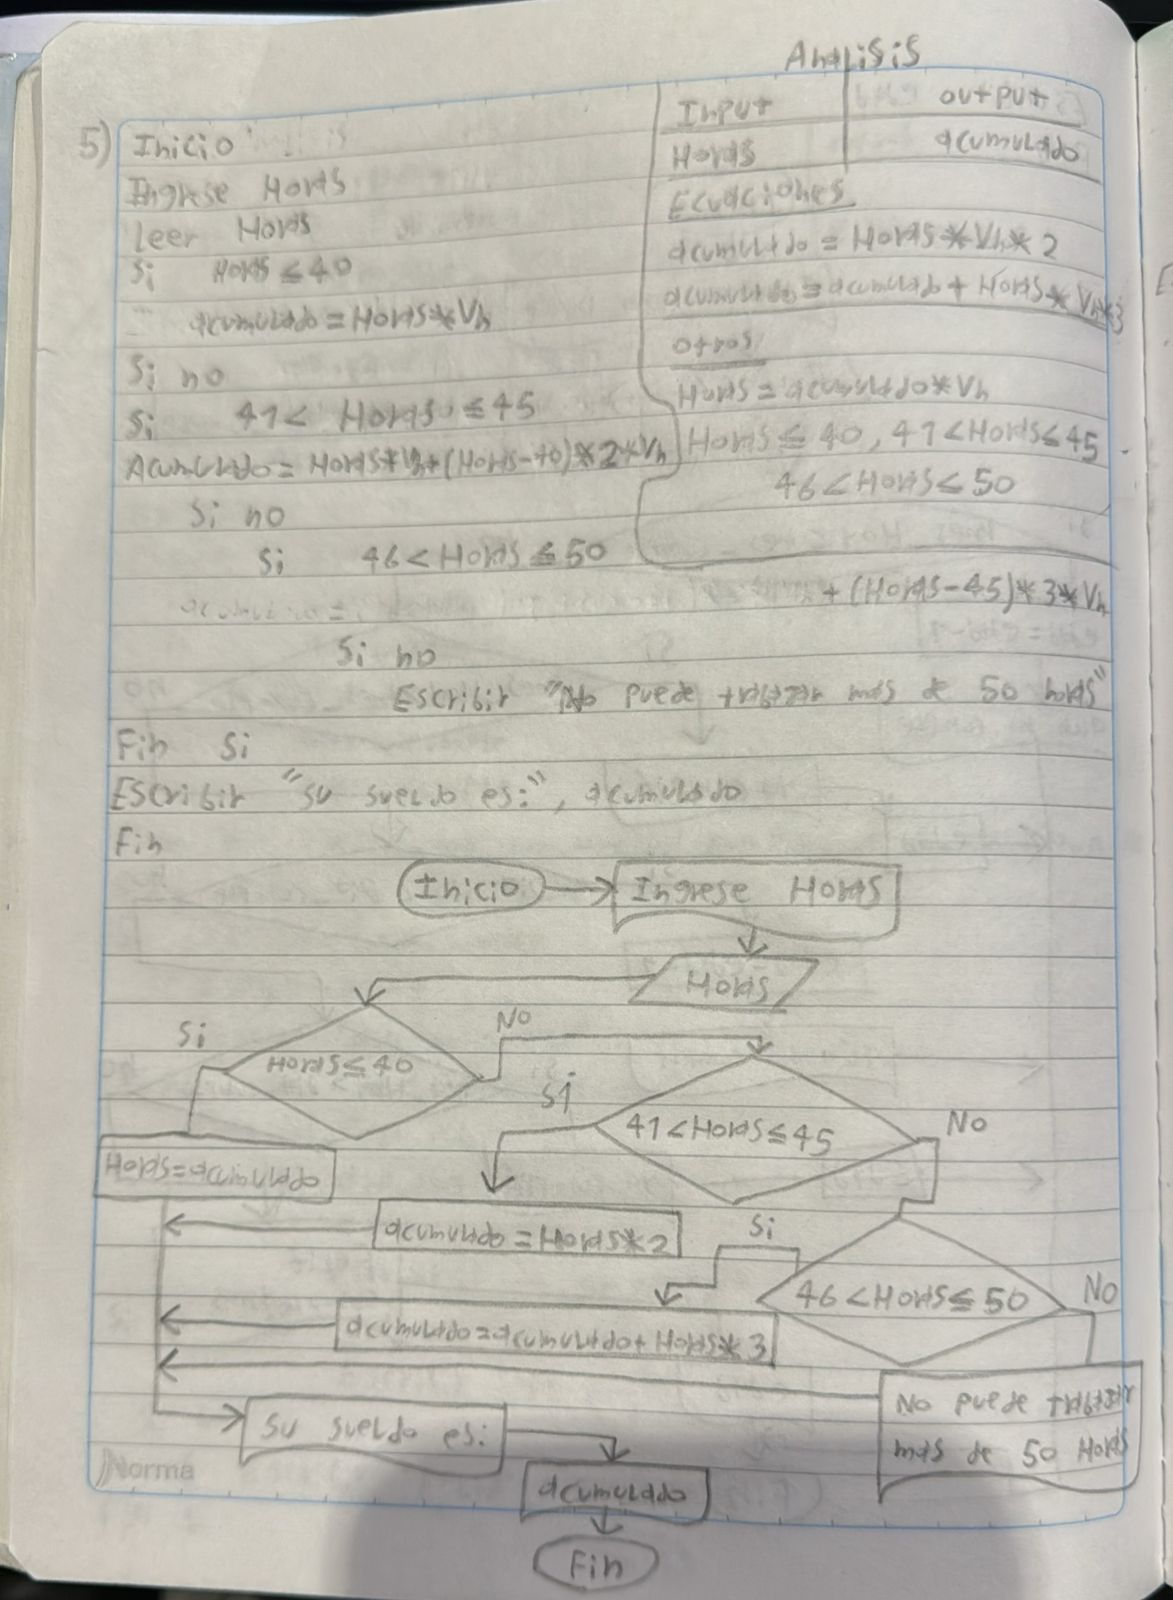 Analisis
Input output
Horas acumulado
Ecuaciones
acumulado = Horas * Vh * 2
acumulado = acumulado + Horas * Vh * 3
otros
Horas = acumulado * Vh
Horas ≤ 40, 41 < Horas ≤ 45
46 < Horas ≤ 50
5) Inicio
Ingrese Horas
Leer Horas
Si Horas ≤ 40
acumulado = Horas * Vh
Si no
Si 41 < Horas ≤ 45
Acumulado = Horas * Vh + (Horas - 40) * 2 * Vh
Si no
Si 46 < Horas ≤ 50
acumulado = + (Horas - 45) * 3 * Vh
Si no
Escribir "No puede trabajar mas de 50 horas"
Fin Si
Escribir "su sueldo es:", acumulado
Fin
Inicio
Ingrese Horas
Horas
Si
Horas ≤ 40
No
Si
41 < Horas ≤ 45
No
Horas = acumulado
acumulado = Horas * 2
Si
46 < Horas ≤ 50
No
acumulado = acumulado + Horas * 3
No puede trabajar
mas de 50 Horas
su sueldo es:
Norma
acumulado
Fin